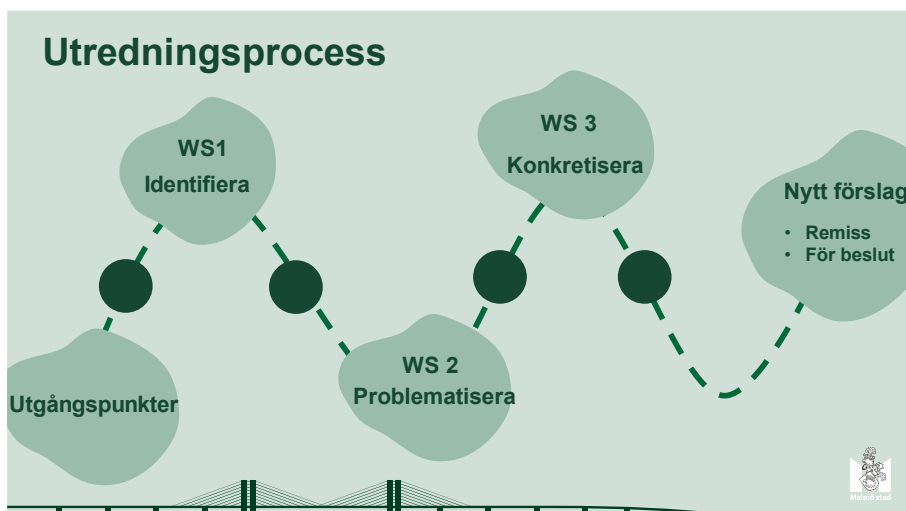 Utredningsprocess
WS1
Identifiera
WS 3
Konkretisera
Nytt förslag
• Remiss
• För beslut
WS 2
Problematisera
Utgångspunkter
Malmö stad